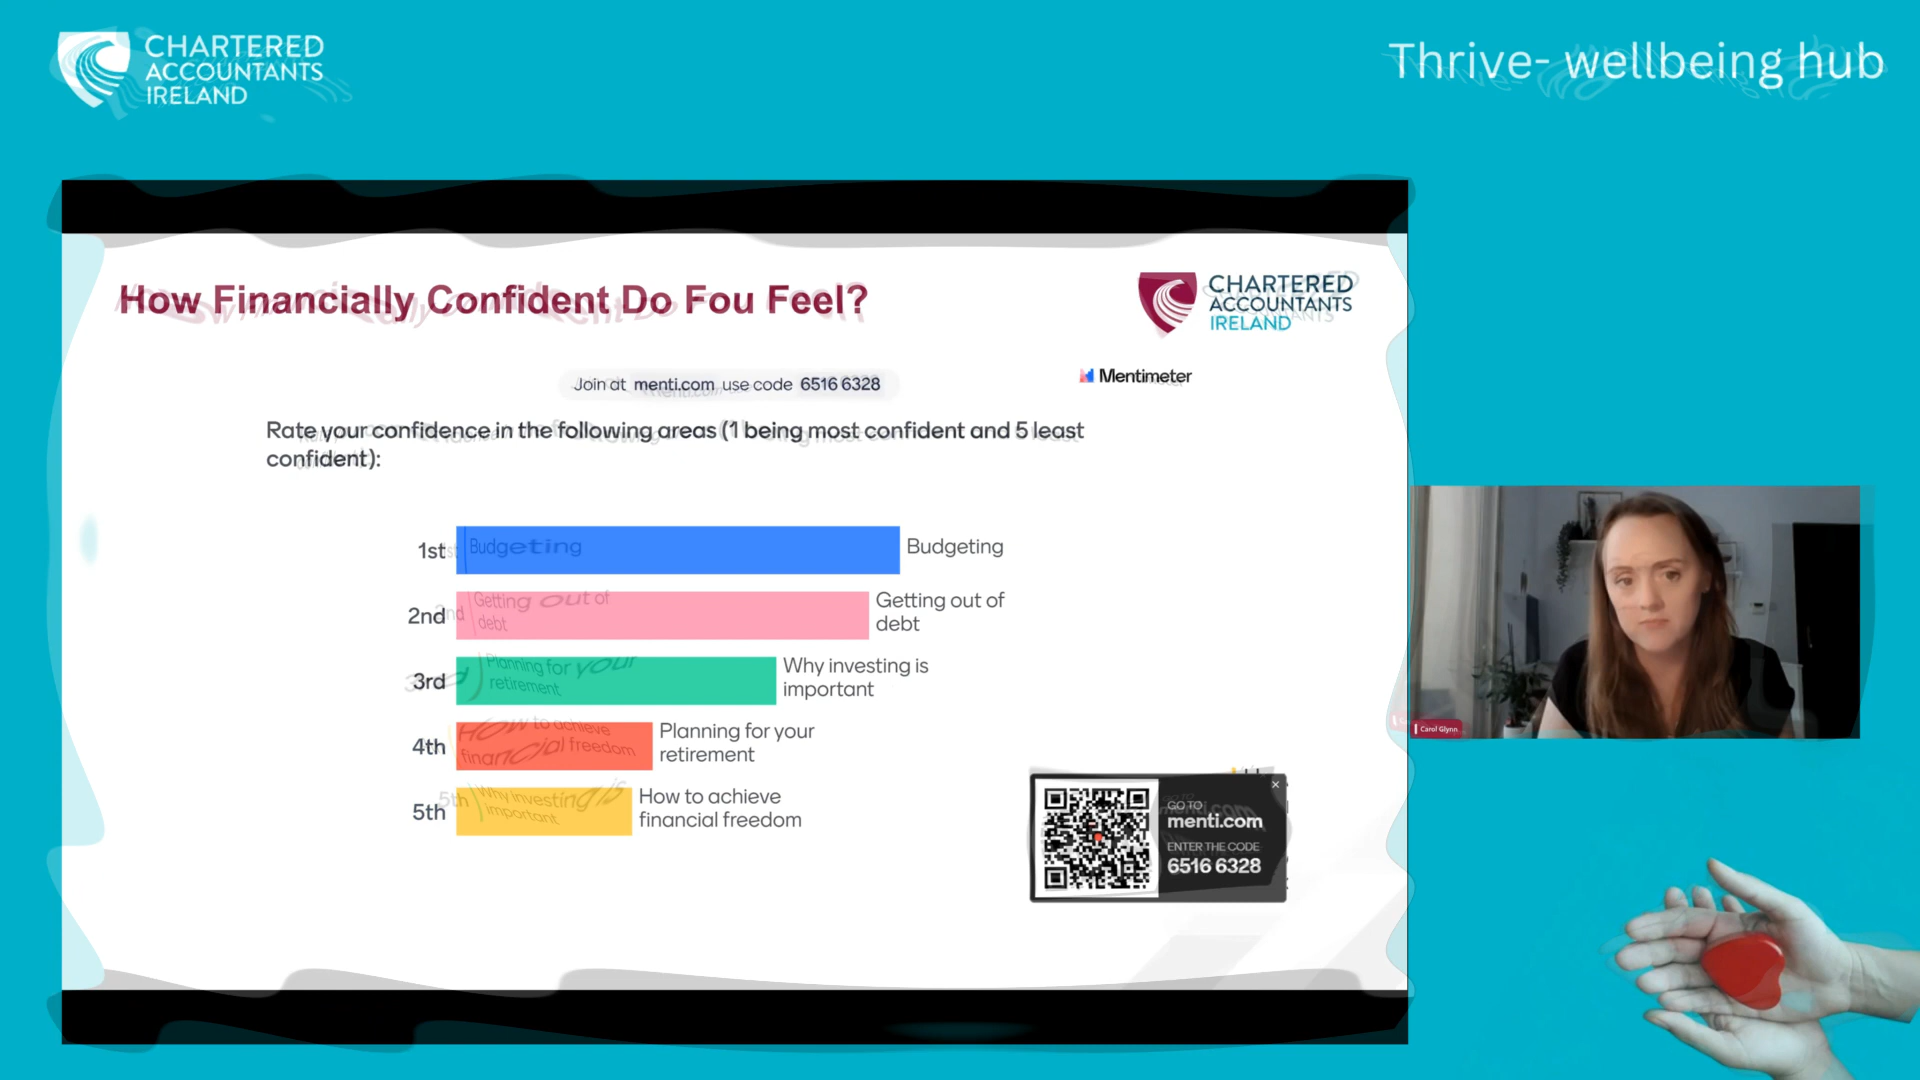 CHARTERED
ACCOUNTANTS
IRELAND
Thrive- wellbeing hub
How Financially Confident Do Fou Feel?
CHARTERED
ACCOUNTANTS
IRELAND
Join at menti.com use code 6516 6328
Mentimeter
Rate your confidence in the following areas (1 being most confident and 5 least
confident):
1st
Budgeting
Budgeting
2nd
Getting out of
debt
Getting out of
debt
3rd
Planning for your
retirement
Why investing is
important
4th
How to achieve
financial freedom
Planning for your
retirement
5th
Why investing is
important
How to achieve
financial freedom
GO TO
menti.com
ENTER THE CODE
6516 6328
Carol Glynn